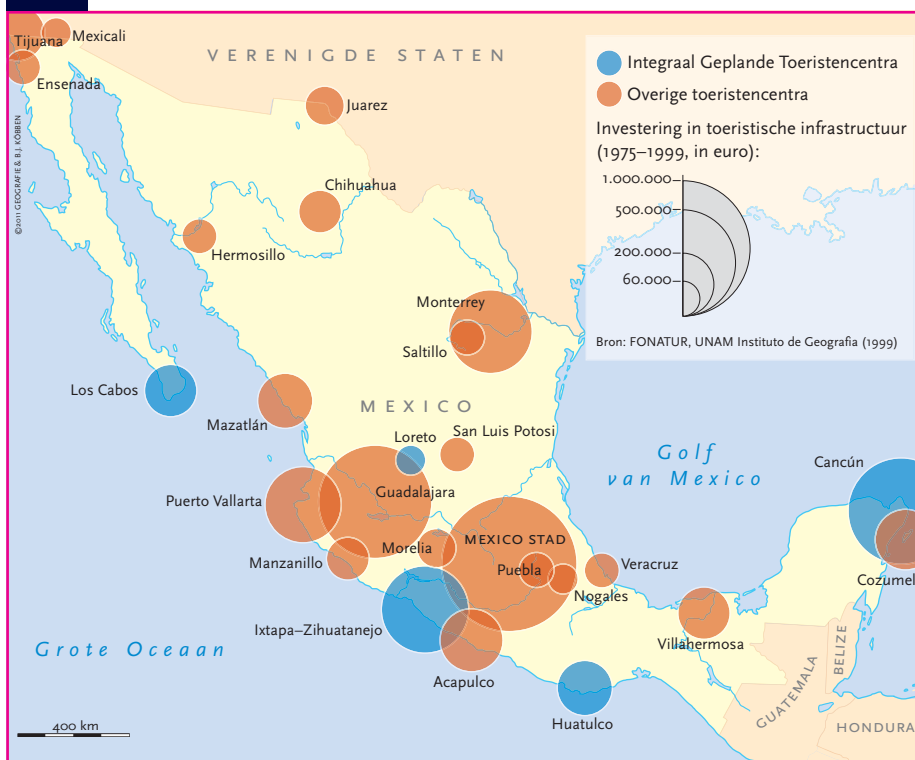 Tijuana
Mexicali
Ensenada
VERENIGDE STATEN
Juarez
Chihuahua
Hermosillo
©2011 GEOGRAFIE & B.J. KÖBBEN
Integraal Geplande Toeristencentra
Overige toeristencentra
Investering in toeristische infrastructuur
(1975–1999, in euro):
1.000.000
500.000
200.000
60.000
Bron: FONATUR, UNAM Instituto de Geografia (1999)
Monterrey
Saltillo
Los Cabos
Mazatlán
MEXICO
Loreto
San Luis Potosi
Golf
van Mexico
Cancún
Puerto Vallarta
Guadalajara
Manzanillo
Morelia
MEXICO STAD
Puebla
Nogales
Veracruz
Cozumel
Villahermosa
Ixtapa–Zihuatanejo
Grote Oceaan
Acapulco
Huatulco
GUATEMALA
BELIZE
HONDURA
400 km